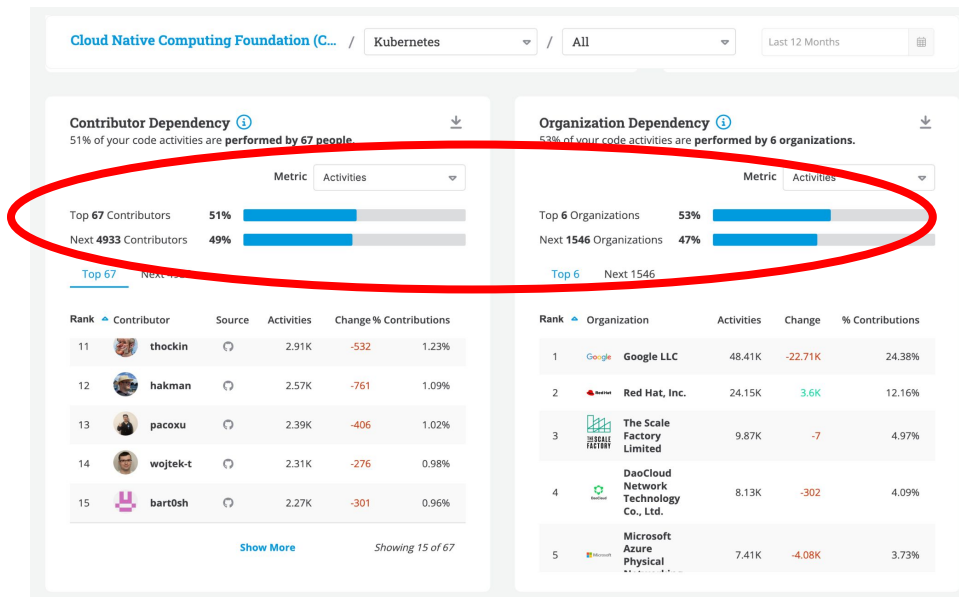 Cloud Native Computing Foundation (C... / Kubernetes / All Last 12 Months
Contributor Dependency
51% of your code activities are performed by 67 people.
Metric Activities
Top 67 Contributors 51%
Next 4933 Contributors 49%
Top 67
Rank Contributor Source Activities Change % Contributions
11 thockin 2.91K -532 1.23%
12 hakman 2.57K -761 1.09%
13 pacoxu 2.39K -406 1.02%
14 wojtek-t 2.31K -276 0.98%
15 bart0sh 2.27K -301 0.96%
Show More Showing 15 of 67
Organization Dependency
53% of your code activities are performed by 6 organizations.
Metric Activities
Top 6 Organizations 53%
Next 1546 Organizations 47%
Top 6 Next 1546
Rank Organization Activities Change % Contributions
1 Google Google LLC 48.41K -22.71K 24.38%
2 Red Hat Red Hat, Inc. 24.15K 3.6K 12.16%
THE SCALE FACTORY
The Scale
3 Factory 9.87K -7 4.97%
Limited
DaoCloud
Network
4 DaoCloud Technology 8.13K -302 4.09%
Co., Ltd.
Microsoft
Azure
5 Microsoft Physical 7.41K -4.08K 3.73%